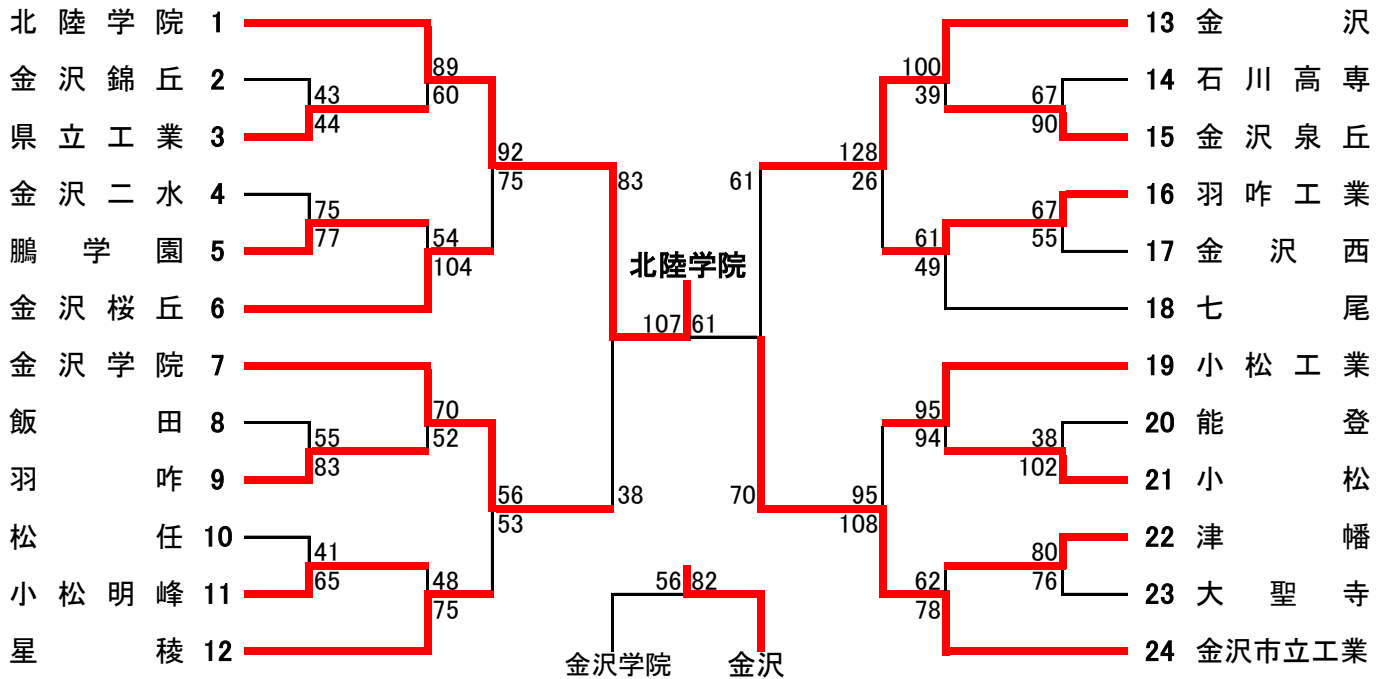 北陸学院 1
金沢錦丘 2
県立工業 3
金沢二水 4
鵬学園 5
金沢桜丘 6
金沢学院 7
飯田 8
羽咋 9
松任 10
小松明峰 11
星稜 12
43
44
75
77
55
83
41
65
89
60
54
104
70
52
48
75
92
75
56
53
83
38
北陸学院
107 61
56 82
金沢学院 金沢
61
70
128
26
95
108
100
39
61
49
95
94
62
78
67
90
67
55
38
102
80
76
13 金沢
14 石川高専
15 金沢泉丘
16 羽咋工業
17 金沢西
18 七尾
19 小松工業
20 能登
21 小松
22 津幡
23 大聖寺
24 金沢市立工業